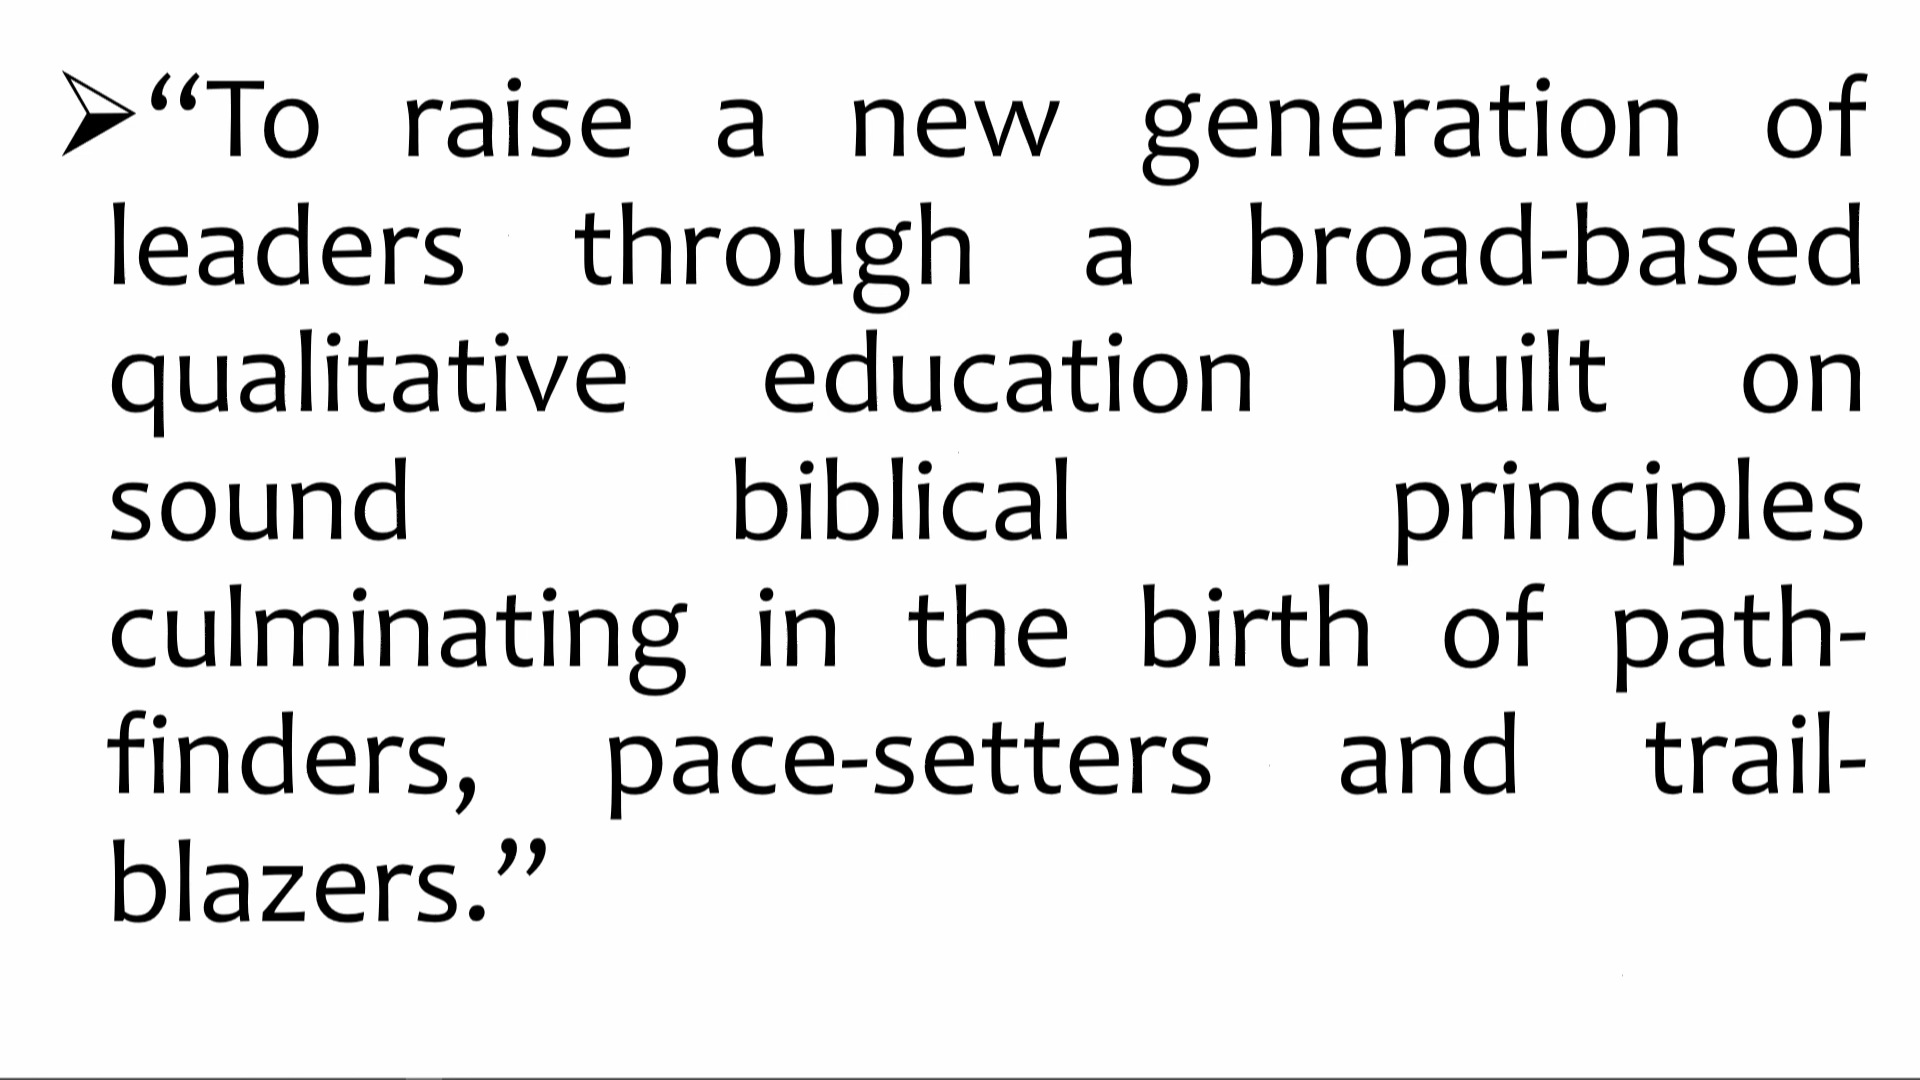 ➢“To raise a new generation of
leaders through a broad-based
qualitative education built on
sound biblical principles
culminating in the birth of path-
finders, pace-setters and trail-
blazers.”